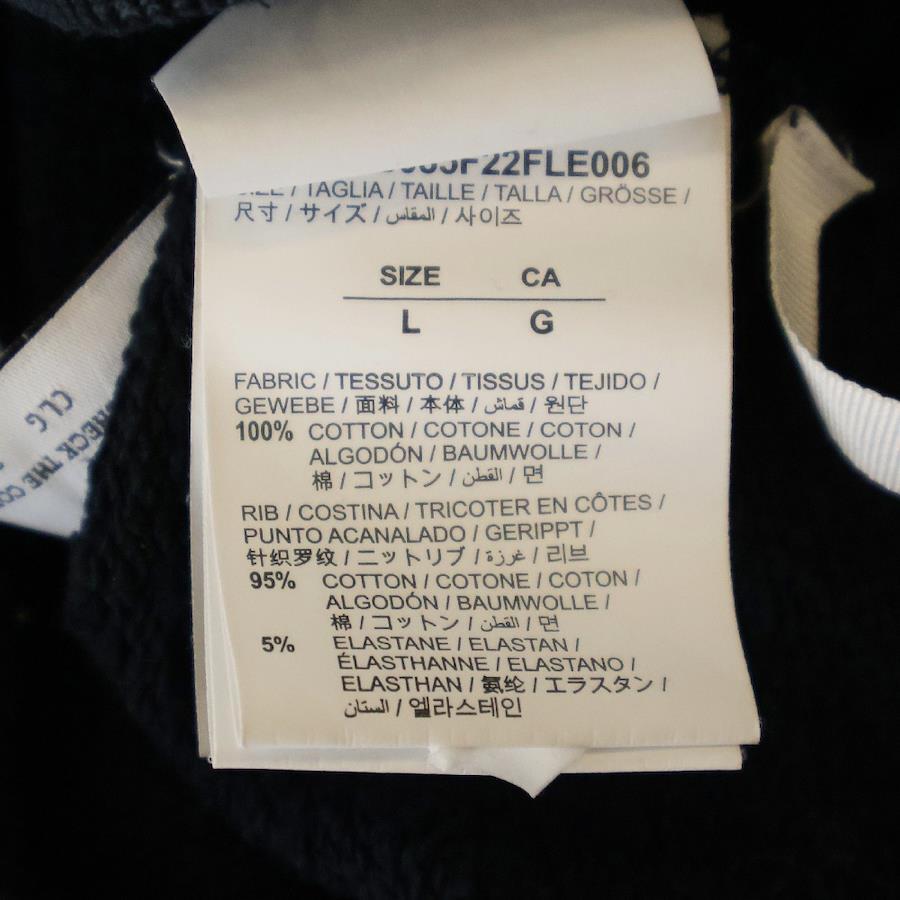 F22FLE006
/ TAGLIA / TAILLE / TALLA / GRÖSSE /
尺寸 / サイズ / المقاس / 사이즈
SIZE CA
L G
FABRIC / TESSUTO / TISSUS / TEJIDO /
GEWEBE / 面料 / 本体 / قماش / 원단
100% COTTON / COTONE / COTON /
ALGODÓN / BAUMWOLLE /
棉 / コットン / القطن / 면
RIB / COSTINA / TRICOTER EN CÔTES /
PUNTO ACANALADO / GERIPPT /
针织罗纹 / ニットリブ / غرزة / 리브
95% COTTON / COTONE / COTON /
ALGODÓN / BAUMWOLLE /
棉 / コットン / القطن / 면
5% ELASTANE / ELASTAN /
ÉLASTHANNE / ELASTANO /
ELASTHAN / 氨纶 / エラスタン /
الستان / 엘라스테인
CLG
CHECK THE